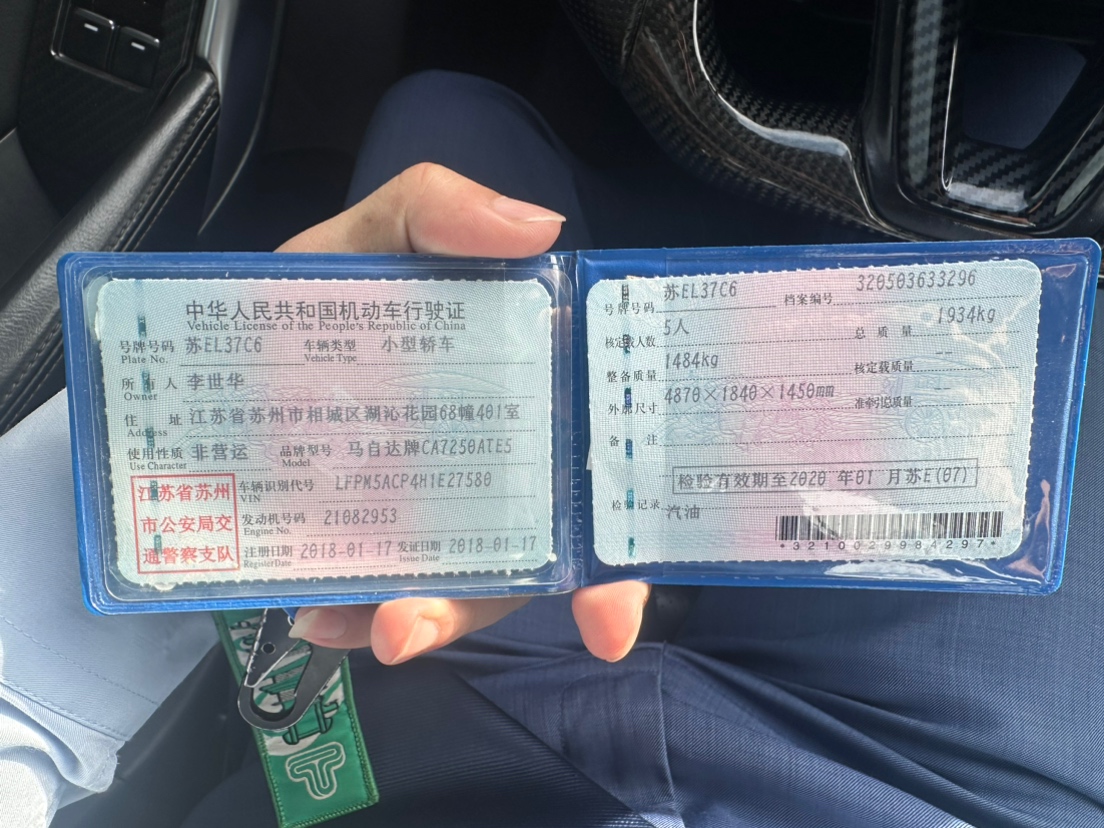 中华人民共和国机动车行驶证
Vehicle License of the People's Republic of China
号牌号码 苏EL37C6 车辆类型 小型轿车
Plate No. Vehicle Type
所有人 李世华
Owner
住址 江苏省苏州市相城区湖沁花园68幢401室
Address
使用性质 非营运 品牌型号 马自达牌CA7250ATE5
Use Character Model
江苏省苏州
市公安局交
通警察支队
车辆识别代号 LFPM5ACP4H1E27580
VIN
发动机号码 21082953
Engine No.
注册日期 2018-01-17 发证日期 2018-01-17
Register Date Issue Date
号牌号码 苏EL37C6 档案编号 320503633296
核定载人数 5人 总质量 1934kg
整备质量 1484kg 核定载质量 --
外廓尺寸 4870×1840×1450mm 准牵引总质量 --
备注
检验有效期至2020 年01 月苏E(07)
检验记录 汽油
*3210029984297*